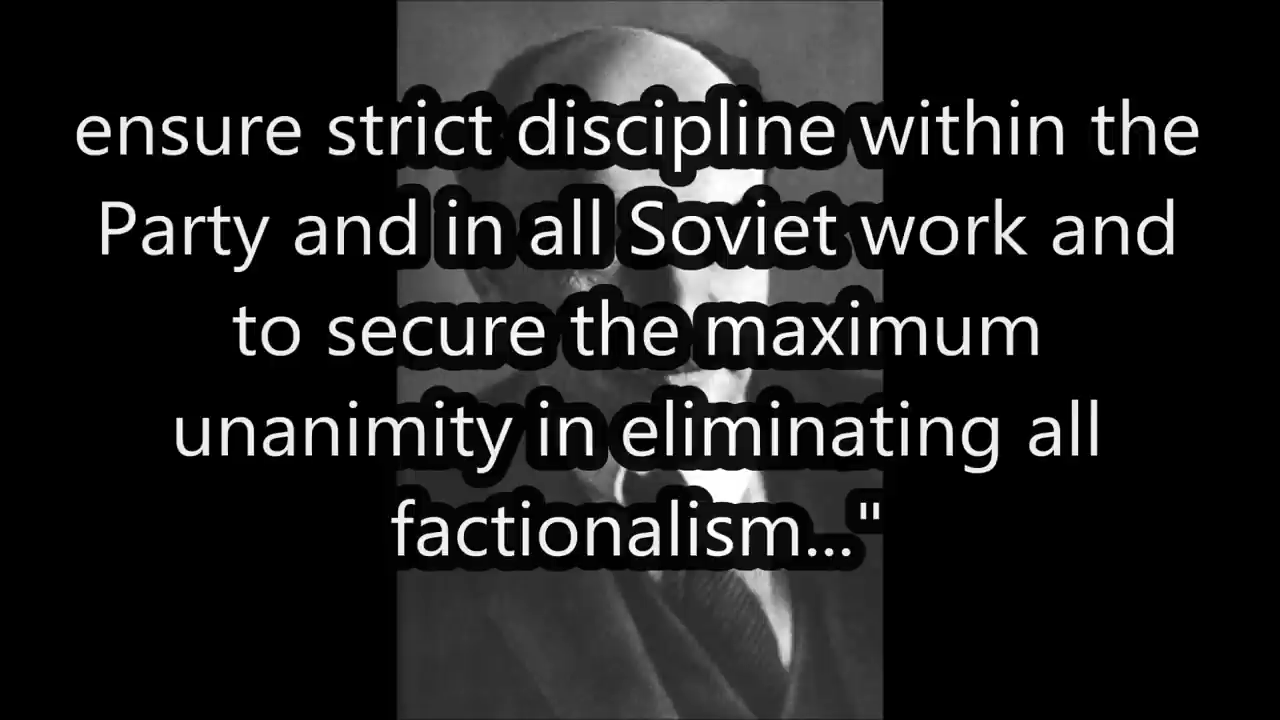 ensure strict discipline within the
Party and in all Soviet work and
to secure the maximum
unanimity in eliminating all
factionalism..."